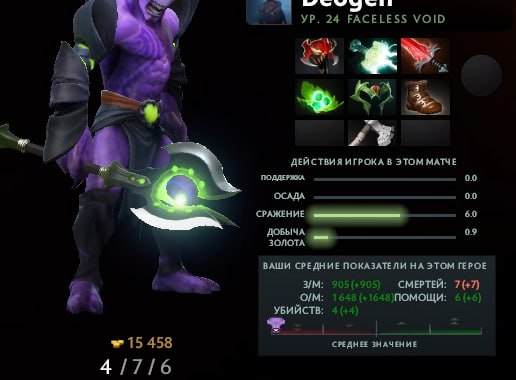 Deogen
УР. 24 FACELESS VOID
ДЕЙСТВИЯ ИГРОКА В ЭТОМ МАТЧЕ
ПОДДЕРЖКА 0.0
ОСАДА 0.0
СРАЖЕНИЕ 6.0
ДОБЫЧА ЗОЛОТА 0.9
ВАШИ СРЕДНИЕ ПОКАЗАТЕЛИ НА ЭТОМ ГЕРОЕ
З/М: 905 (+905) СМЕРТЕЙ: 7 (+7)
О/М: 1 648 (+1648) ПОМОЩИ: 6 (+6)
УБИЙСТВ: 4 (+4)
СРЕДНЕЕ ЗНАЧЕНИЕ
15 458
4 / 7 / 6